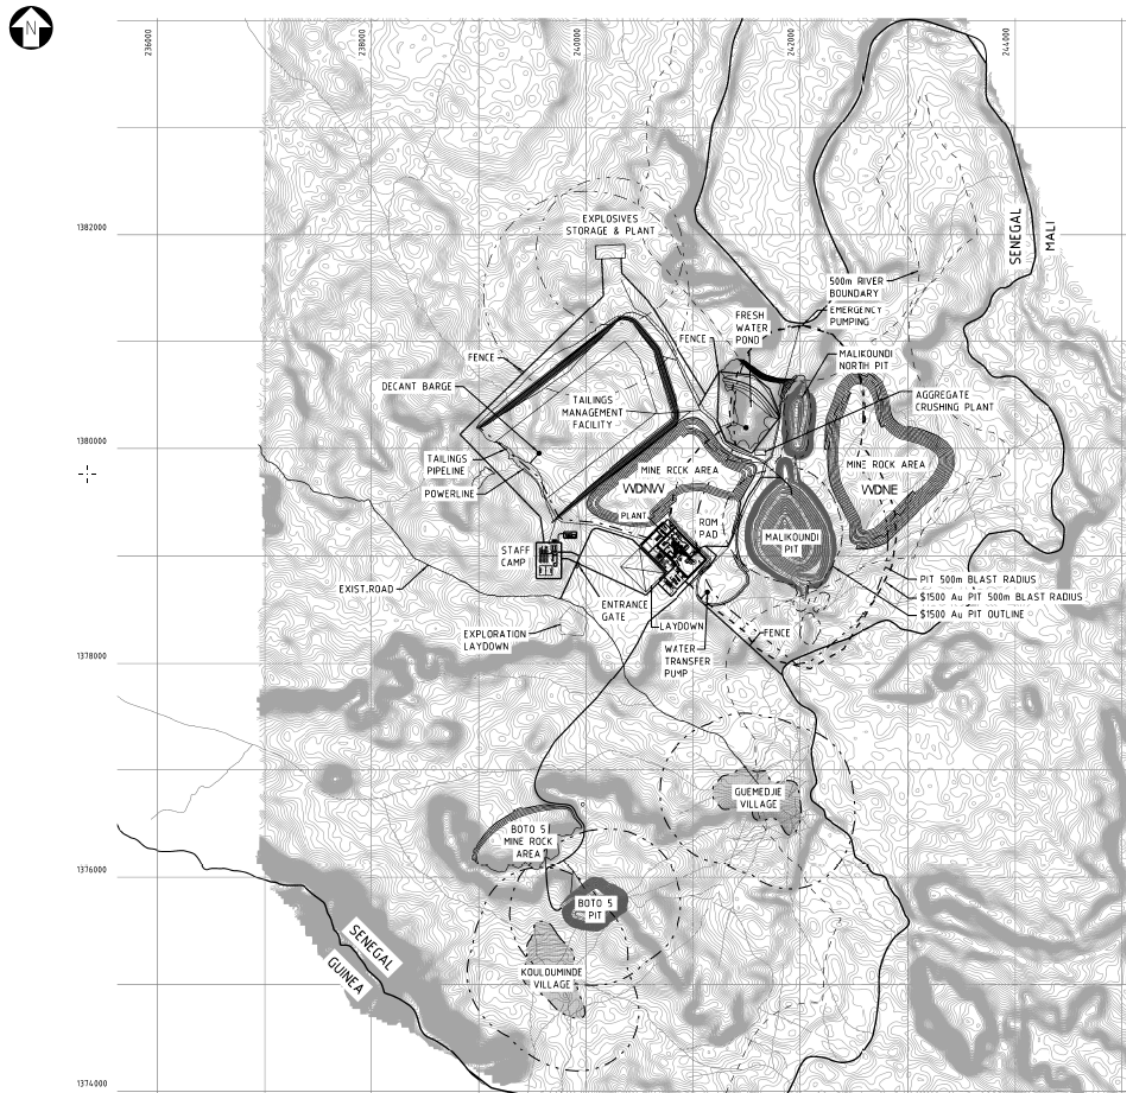 N
236000
238000
240000
242000
244000
1382000
1380000
1378000
1376000
1374000
EXPLOSIVES
STORAGE & PLANT
SENEGAL
MALI
500m RIVER
BOUNDARY
EMERGENCY
PUMPING
FRESH
WATER
POND
FENCE
MALIKOUNDI
NORTH PIT
FENCE
DECANT BARGE
AGGREGATE
CRUSHING PLANT
TAILINGS
MANAGEMENT
FACILITY
TAILINGS
PIPELINE
POWERLINE
MINE ROCK AREA
WDNW
MINE ROCK AREA
WDNE
PLANT
ROM
PAD
MALIKOUNDI
PIT
STAFF
CAMP
EXIST.ROAD
PIT 500m BLAST RADIUS
$1500 Au PIT 500m BLAST RADIUS
$1500 Au PIT OUTLINE
ENTRANCE
GATE
LAYDOWN
EXPLORATION
LAYDOWN
FENCE
WATER
TRANSFER
PUMP
GUEMEDJIE
VILLAGE
BOTO 5
MINE ROCK
AREA
BOTO 5
PIT
KOULOUMINDE
VILLAGE
SENEGAL
GUINEA